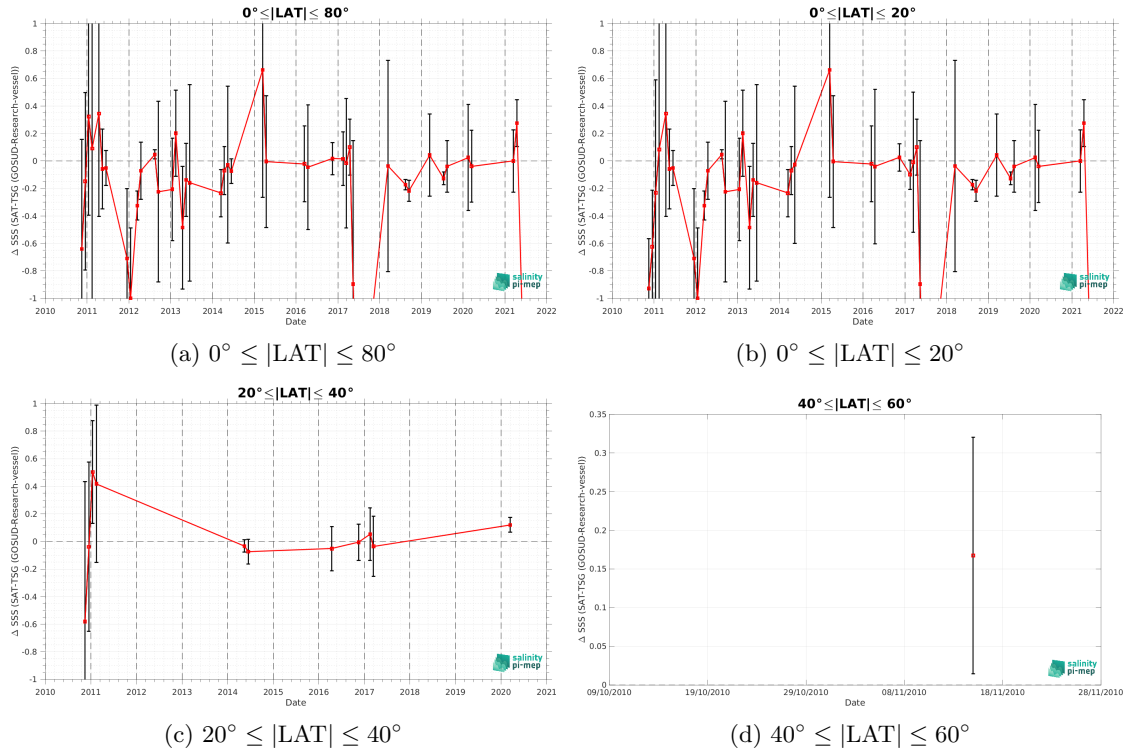 0°≤|LAT|≤ 80°
1
0.8
0.6
0.4
0.2
0
-0.2
-0.4
-0.6
-0.8
-1
Δ SSS (SAT-TSG (GOSUD-Research-vessel))
2010 2011 2012 2013 2014 2015 2016 2017 2018 2019 2020 2021 2022
Date
salinity
pi-mep
(a) 0° ≤ |LAT| ≤ 80°
0°≤|LAT|≤ 20°
1
0.8
0.6
0.4
0.2
0
-0.2
-0.4
-0.6
-0.8
-1
Δ SSS (SAT-TSG (GOSUD-Research-vessel))
2010 2011 2012 2013 2014 2015 2016 2017 2018 2019 2020 2021 2022
Date
salinity
pi-mep
(b) 0° ≤ |LAT| ≤ 20°
20°≤|LAT|≤ 40°
1
0.8
0.6
0.4
0.2
0
-0.2
-0.4
-0.6
-0.8
-1
Δ SSS (SAT-TSG (GOSUD-Research-vessel))
2010 2011 2012 2013 2014 2015 2016 2017 2018 2019 2020 2021
Date
salinity
pi-mep
(c) 20° ≤ |LAT| ≤ 40°
40°≤|LAT|≤ 60°
0.35
0.3
0.25
0.2
0.15
0.1
0.05
0
Δ SSS (SAT-TSG (GOSUD-Research-vessel))
09/10/2010 19/10/2010 29/10/2010 08/11/2010 18/11/2010 28/11/2010
Date
salinity
pi-mep
(d) 40° ≤ |LAT| ≤ 60°